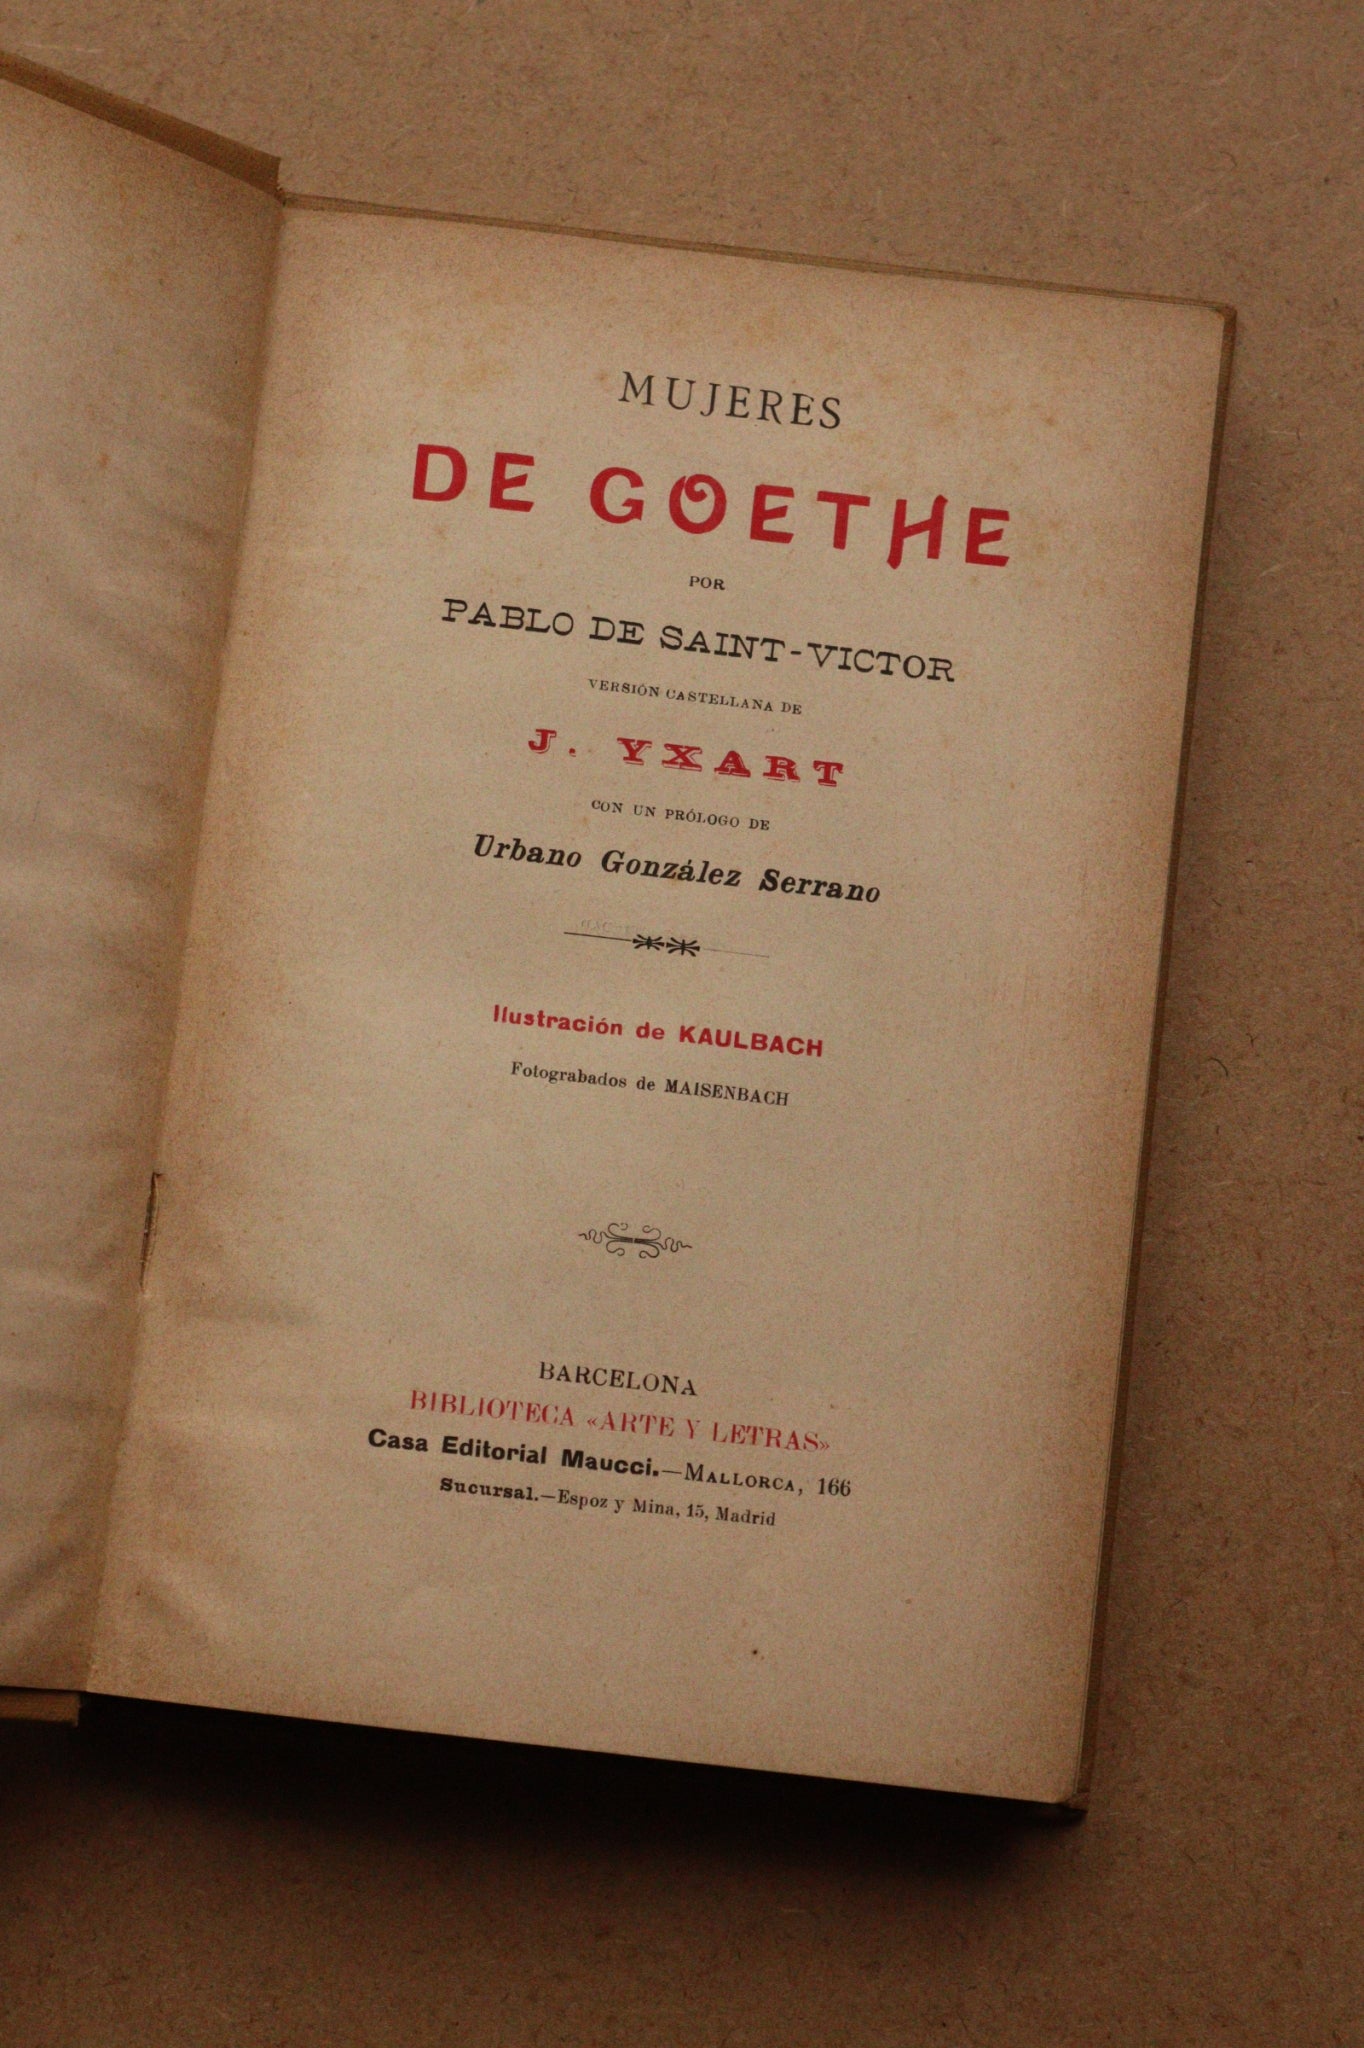 MUJERES
DE GOETHE
POR
PABLO DE SAINT-VICTOR
VERSIÓN CASTELLANA DE
J. YXART
CON UN PRÓLOGO DE
Urbano González Serrano
Ilustración de KAULBACH
Fotograbados de MAISENBACH
BARCELONA
BIBLIOTECA «ARTE Y LETRAS»
Casa Editorial Maucci.—MALLORCA, 166
Sucursal.—Espoz y Mina, 15, Madrid